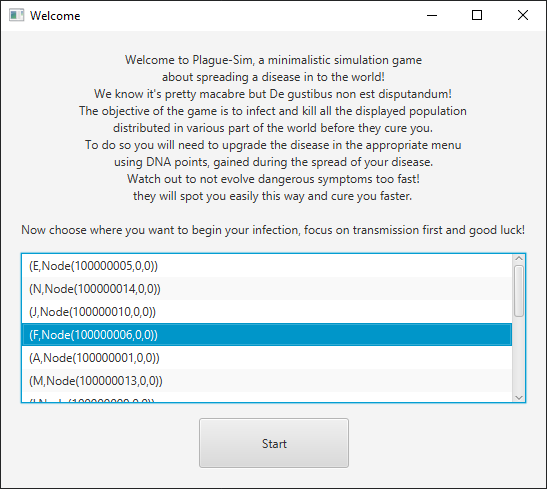 Welcome
Welcome to Plague-Sim, a minimalistic simulation game
about spreading a disease in to the world!
We know it's pretty macabre but De gustibus non est disputandum!
The objective of the game is to infect and kill all the displayed population
distributed in various part of the world before they cure you.
To do so you will need to upgrade the disease in the appropriate menu
using DNA points, gained during the spread of your disease.
Watch out to not evolve dangerous symptoms too fast!
they will spot you easily this way and cure you faster.
Now choose where you want to begin your infection, focus on transmission first and good luck!
(E,Node(100000005,0,0))
(N,Node(100000014,0,0))
(J,Node(100000010,0,0))
(F,Node(100000006,0,0))
(A,Node(100000001,0,0))
(M,Node(100000013,0,0))
Start